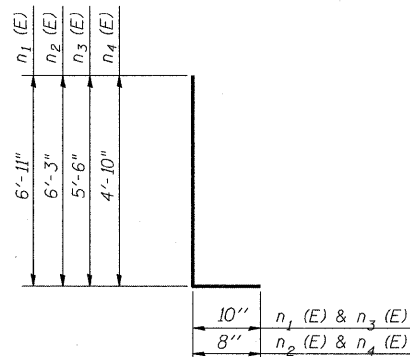 n1 (E)
n2 (E)
n3 (E)
n4 (E)
6'-11"
6'-3"
5'-6"
4'-10"
10" n1 (E) & n3 (E)
8" n2 (E) & n4 (E)